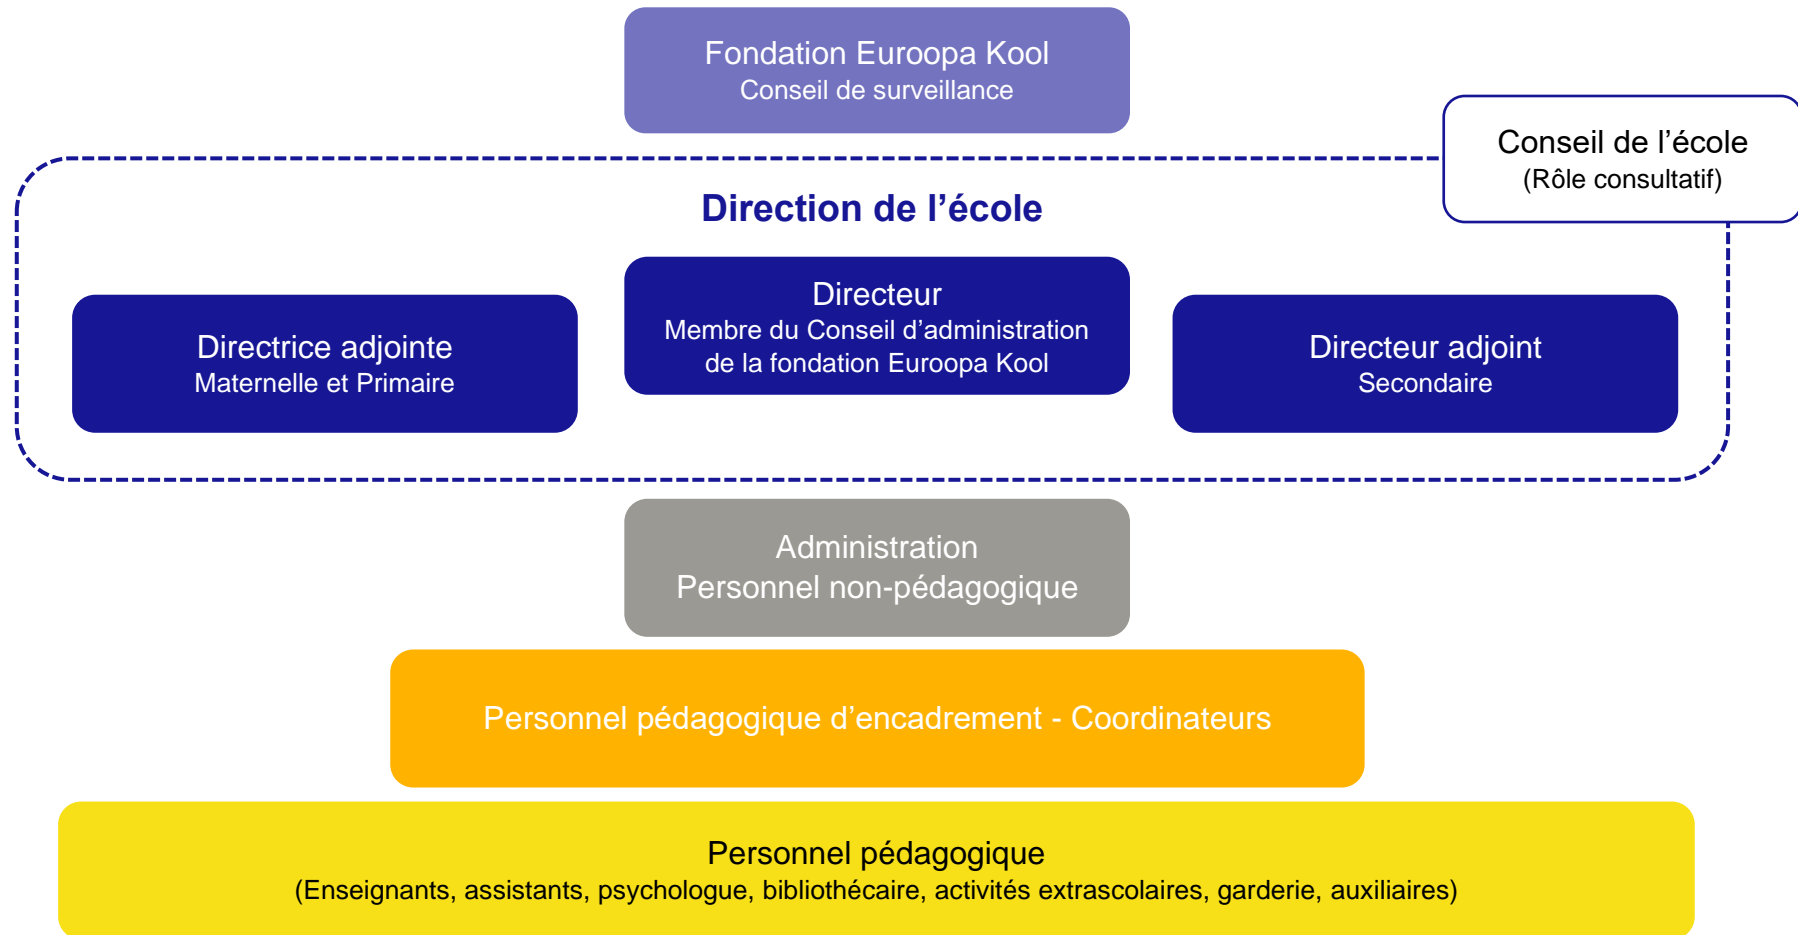 Fondation Euroopa Kool
Conseil de surveillance
Conseil de l’école
(Rôle consultatif)
Direction de l’école
Directrice adjointe
Maternelle et Primaire
Directeur
Membre du Conseil d’administration
de la fondation Euroopa Kool
Directeur adjoint
Secondaire
Administration
Personnel non-pédagogique
Personnel pédagogique d’encadrement - Coordinateurs
Personnel pédagogique
(Enseignants, assistants, psychologue, bibliothécaire, activités extrascolaires, garderie, auxiliaires)